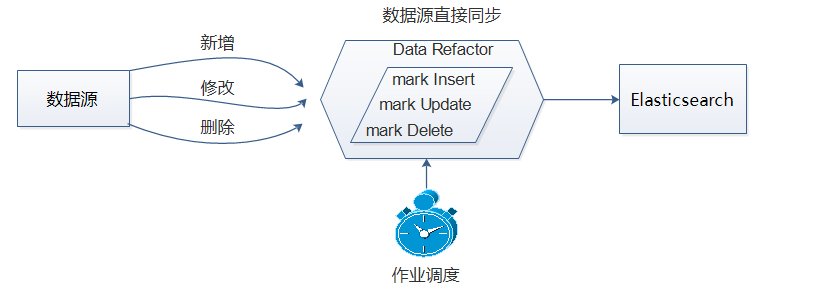 数据源直接同步
新增
Data Refactor
修改
mark Insert
数据源
mark Update
Elasticsearch
删除
mark Delete
作业调度